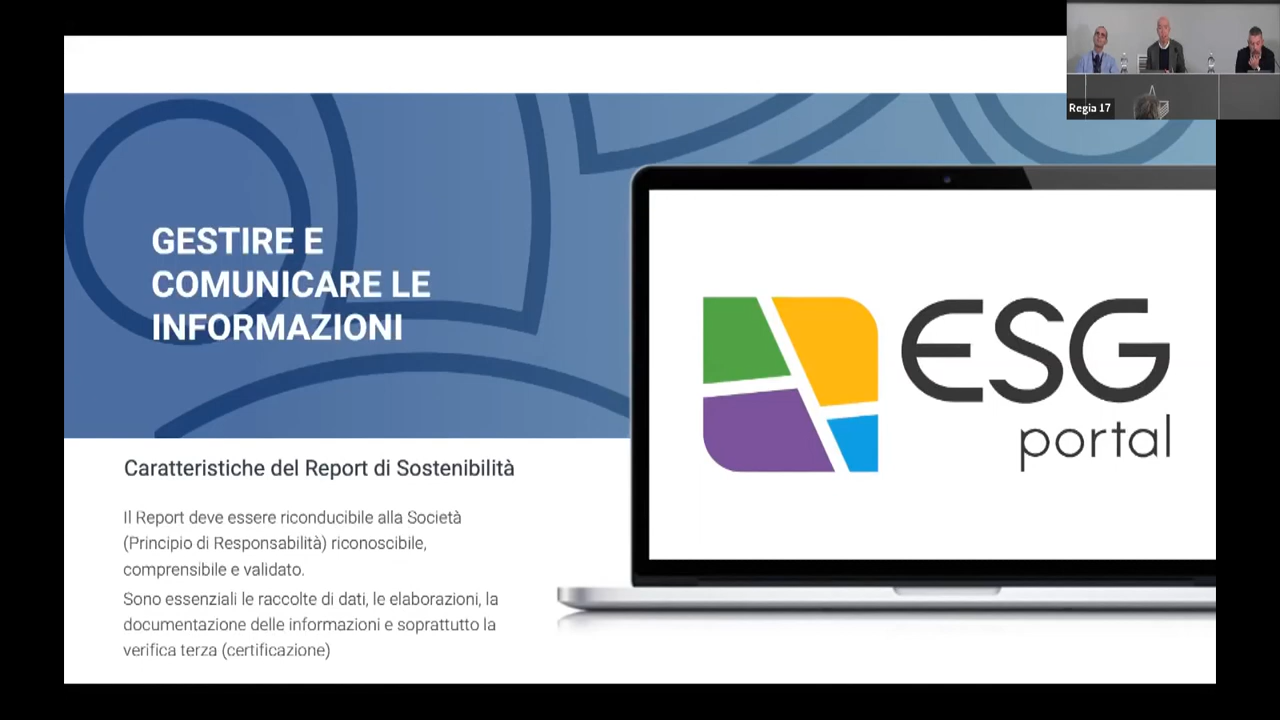 Regia 17
GESTIRE E
COMUNICARE LE
INFORMAZIONI
ESG
portal
Caratteristiche del Report di Sostenibilità
Il Report deve essere riconducibile alla Società
(Principio di Responsabilità) riconoscibile,
comprensibile e validato.
Sono essenziali le raccolte di dati, le elaborazioni, la
documentazione delle informazioni e soprattutto la
verifica terza (certificazione)